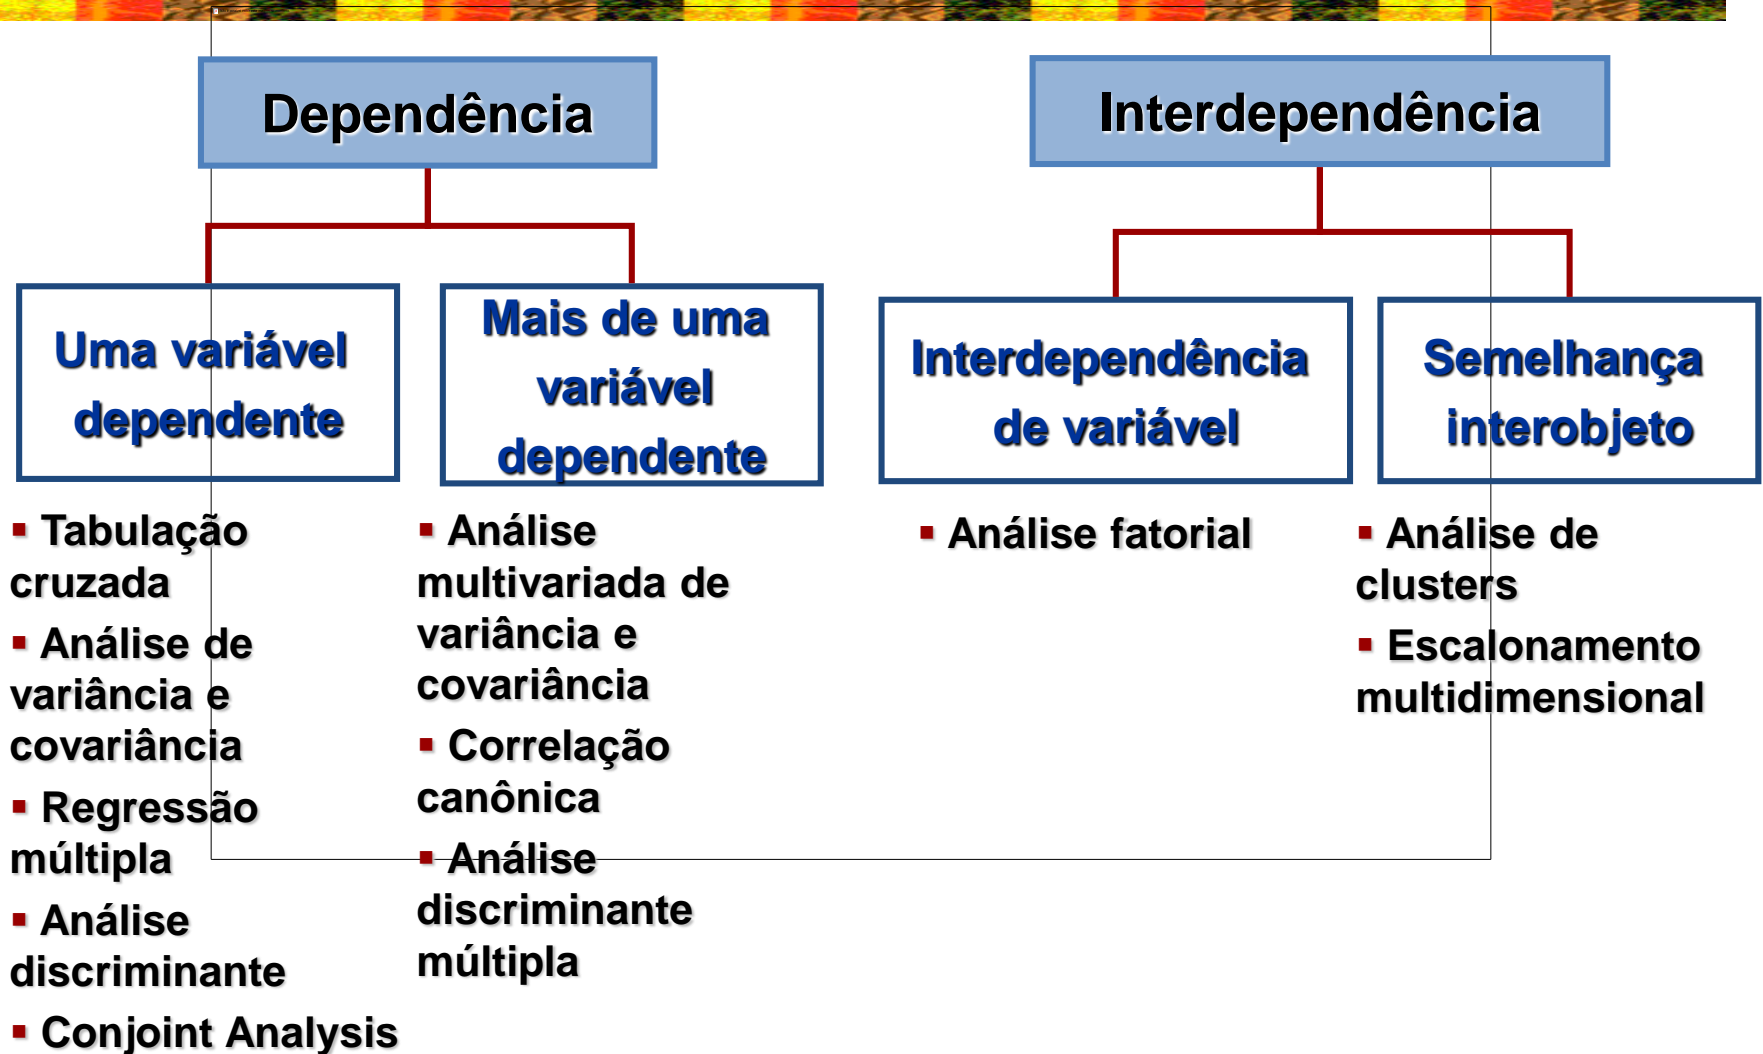 Dependência
Uma variável
dependente
Mais de uma
variável
dependente
▪ Tabulação
cruzada
▪ Análise de
variância e
covariância
▪ Regressão
múltipla
▪ Análise
discriminante
▪ Conjoint Analysis
▪ Análise
multivariada de
variância e
covariância
▪ Correlação
canônica
▪ Análise
discriminante
múltipla
Interdependência
Interdependência
de variável
Semelhança
interobjeto
▪ Análise fatorial
▪ Análise de
clusters
▪ Escalonamento
multidimensional